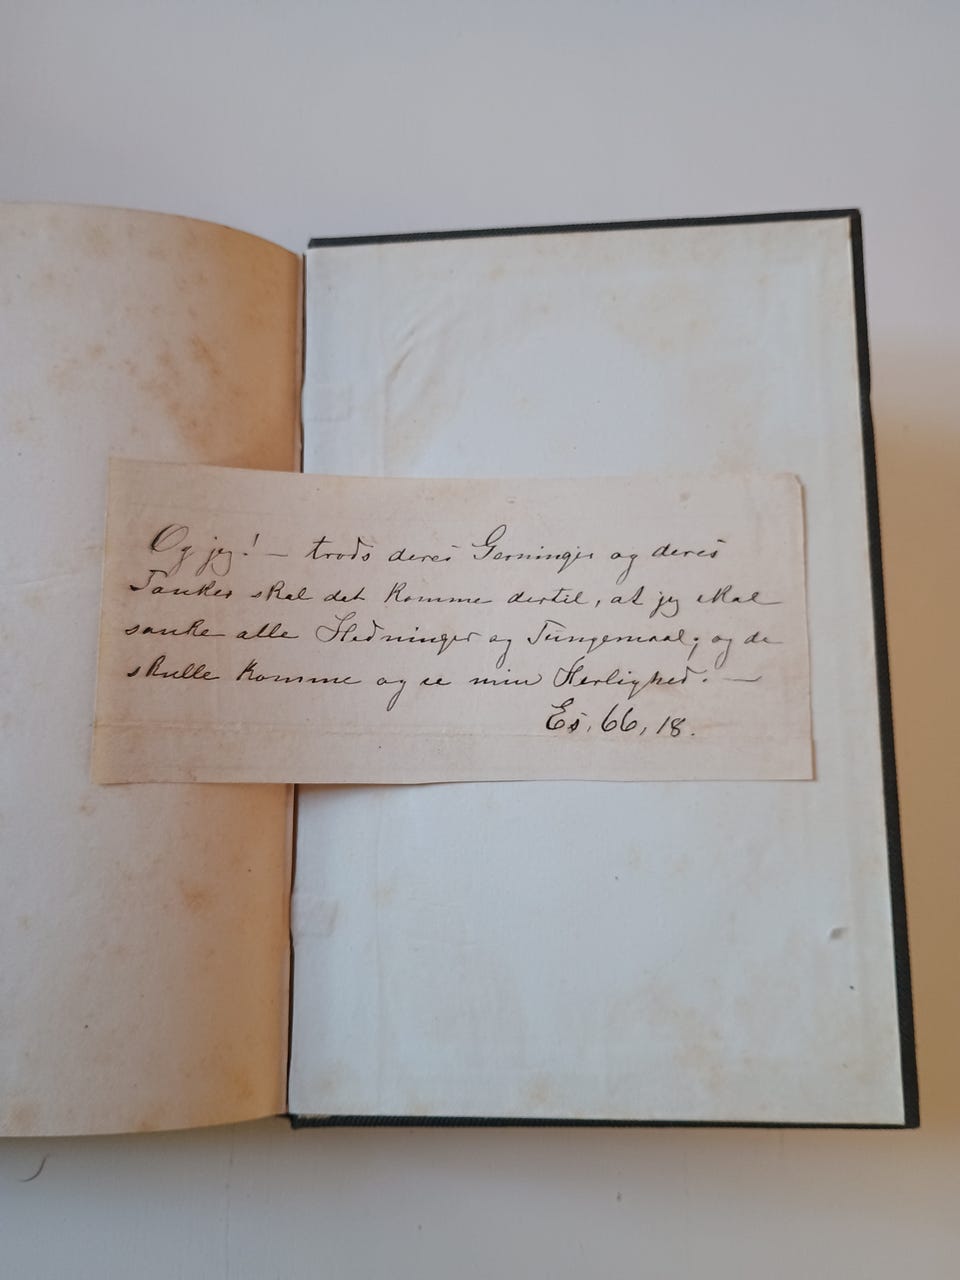 Og jeg! — trods deres Gerninger og deres
Tanker skal det komme dertil, at jeg skal
sanke alle Hedninger og Tungemaal; og de
skulle komme og se min Herlighed. —
Es. 66, 18.